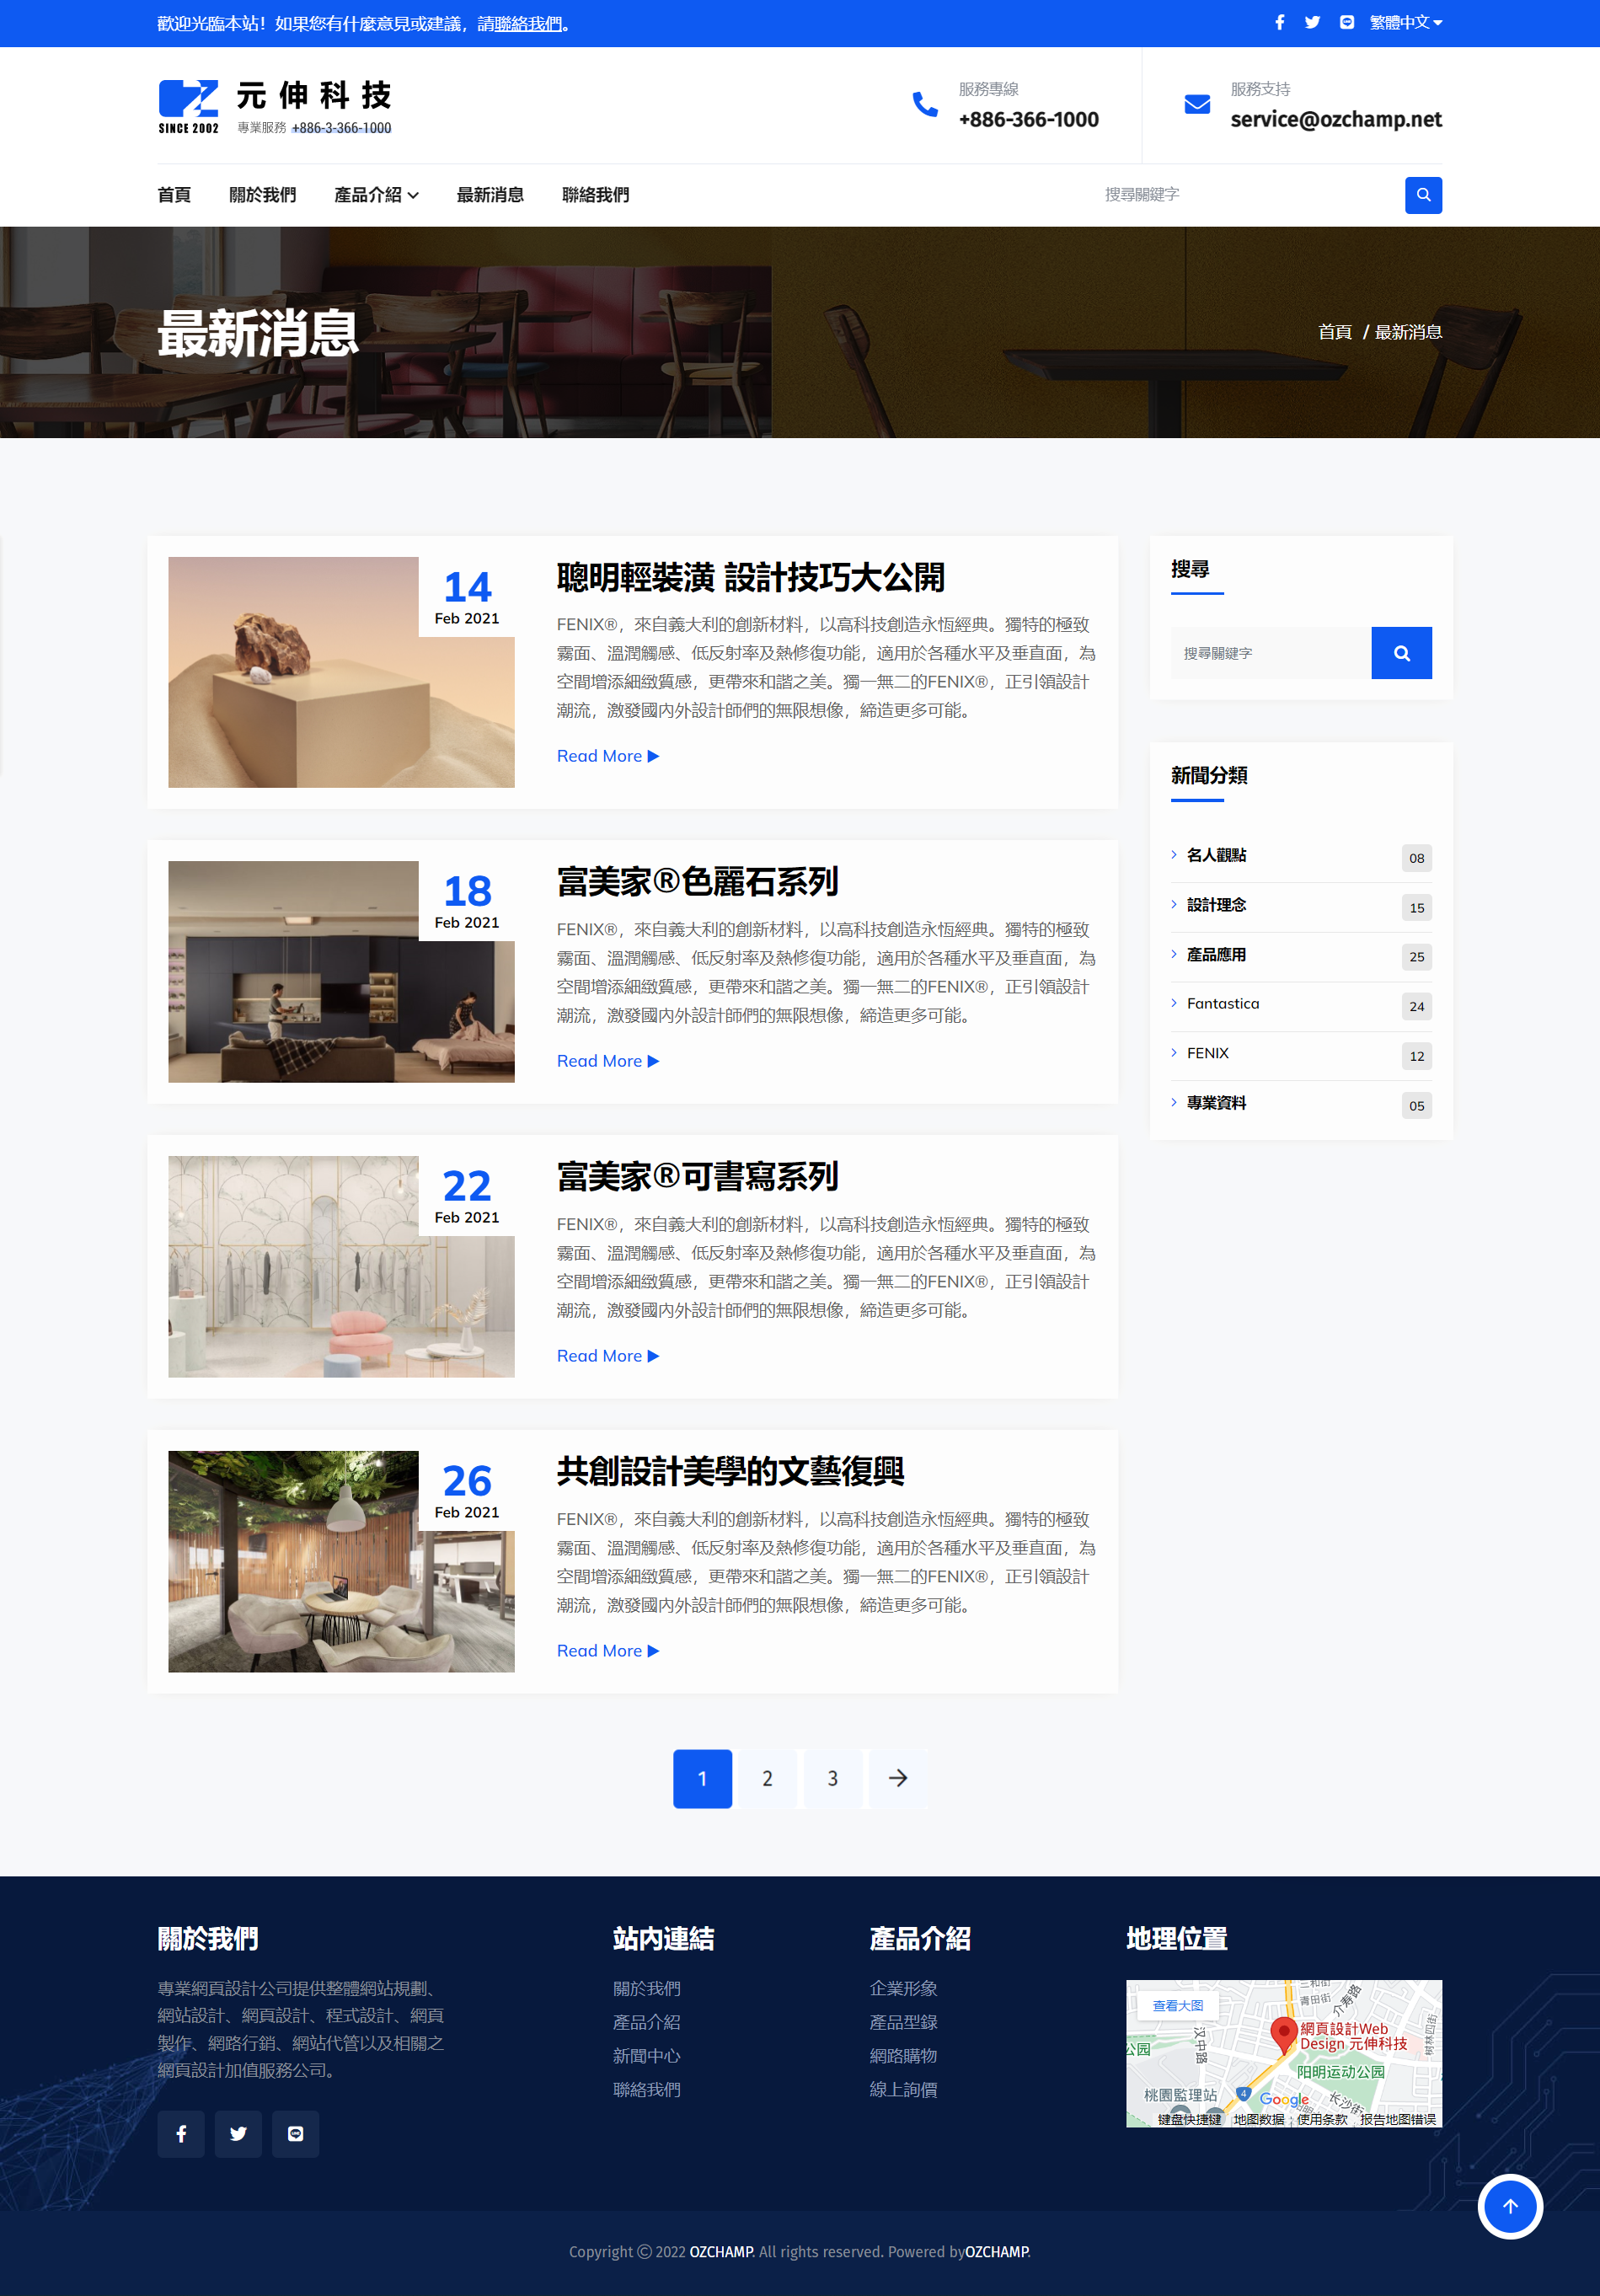 歡迎光臨本站！如果您有什麼意見或建議，請聯絡我們。
繁體中文
元伸科技
SINCE 2002
專業服務 +886-3-366-1000
服務專線
+886-366-1000
服務支持
service@ozchamp.net
首頁
關於我們
產品介紹
最新消息
聯絡我們
搜尋關鍵字
最新消息
首頁 / 最新消息
14
Feb 2021
聰明輕裝潢 設計技巧大公開
FENIX®，來自義大利的創新材料，以高科技創造永恆經典。獨特的極致
霧面、溫潤觸感、低反射率及熱修復功能，適用於各種水平及垂直面，為
空間增添細緻質感，更帶來和諧之美。獨一無二的FENIX®，正引領設計
潮流，激發國內外設計師們的無限想像，締造更多可能。
Read More
18
Feb 2021
富美家®色麗石系列
FENIX®，來自義大利的創新材料，以高科技創造永恆經典。獨特的極致
霧面、溫潤觸感、低反射率及熱修復功能，適用於各種水平及垂直面，為
空間增添細緻質感，更帶來和諧之美。獨一無二的FENIX®，正引領設計
潮流，激發國內外設計師們的無限想像，締造更多可能。
Read More
22
Feb 2021
富美家®可書寫系列
FENIX®，來自義大利的創新材料，以高科技創造永恆經典。獨特的極致
霧面、溫潤觸感、低反射率及熱修復功能，適用於各種水平及垂直面，為
空間增添細緻質感，更帶來和諧之美。獨一無二的FENIX®，正引領設計
潮流，激發國內外設計師們的無限想像，締造更多可能。
Read More
26
Feb 2021
共創設計美學的文藝復興
FENIX®，來自義大利的創新材料，以高科技創造永恆經典。獨特的極致
霧面、溫潤觸感、低反射率及熱修復功能，適用於各種水平及垂直面，為
空間增添細緻質感，更帶來和諧之美。獨一無二的FENIX®，正引領設計
潮流，激發國內外設計師們的無限想像，締造更多可能。
Read More
搜尋
搜尋關鍵字
新聞分類
名人觀點 08
設計理念 15
產品應用 25
Fantastica 24
FENIX 12
專業資料 05
1 2 3
關於我們
專業網頁設計公司提供整體網站規劃、
網站設計、網頁設計、程式設計、網頁
製作、網路行銷、網站代管以及相關之
網頁設計加值服務公司。
站内連結
關於我們
產品介紹
新聞中心
聯絡我們
產品介紹
企業形象
產品型錄
網路購物
線上詢價
地理位置
三和街
青田街
介寿路
查看大图
汉中路
網頁設計Web
Design 元伸科技
树林四街
公园
阳明运动公园
桃園監理站
4
Google
长沙街
键盘快捷键 地图数据 使用条款 报告地图错误
Copyright © 2022 OZCHAMP. All rights reserved. Powered byOZCHAMP.